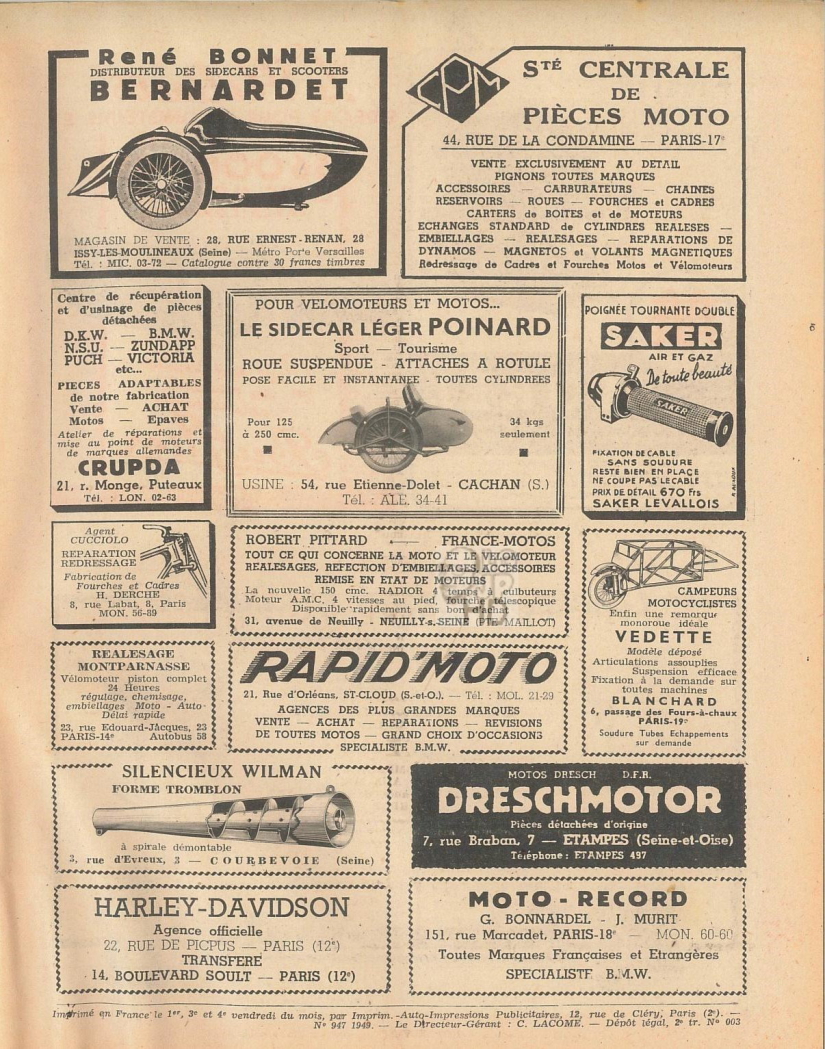 René BONNET
DISTRIBUTEUR DES SIDECARS ET SCOOTERS
BERNARDET
MAGASIN DE VENTE : 28, RUE ERNEST-RENAN, 28
ISSY-LES-MOULINEAUX (Seine) — Métro Porte Versailles
Tél. : MIC. 03-72 — Catalogue contre 30 francs timbres
CPM
STÉ CENTRALE
DE
PIÈCES MOTO
44, RUE DE LA CONDAMINE — PARIS-17e
VENTE EXCLUSIVEMENT AU DETAIL
PIGNONS TOUTES MARQUES
ACCESSOIRES — CARBURATEURS — CHAINES
RESERVOIRS — ROUES — FOURCHES et CADRES
CARTERS de BOITES et de MOTEURS
ECHANGES STANDARD de CYLINDRES REALESES —
EMBIELLAGES — REALESAGES — REPARATIONS DE
DYNAMOS — MAGNETOS et VOLANTS MAGNETIQUES
Redressage de Cadres et Fourches Motos et Vélomoteurs
Centre de récupération
et d'usinage de pièces
détachées
D.K.W. — B.M.W.
N.S.U. — ZUNDAPP
PUCH — VICTORIA
etc...
PIECES ADAPTABLES
de notre fabrication
Vente — ACHAT
Motos — Epaves
Atelier de réparations et
mise au point de moteurs
de marques allemandes
CRUPDA
21, r. Monge, Puteaux
Tél. : LON. 02-63
POUR VELOMOTEURS ET MOTOS...
LE SIDECAR LÉGER POINARD
Sport — Tourisme
ROUE SUSPENDUE - ATTACHES A ROTULE
POSE FACILE ET INSTANTANEE - TOUTES CYLINDREES
Pour 125
à 250 cmc.
34 kgs
seulement
USINE : 54, rue Etienne-Dolet - CACHAN (S.)
Tél. : ALE. 34-41
POIGNÉE TOURNANTE DOUBLE
SAKER
AIR ET GAZ
De toute beauté
SAKER
FIXATION DE CABLE
SANS SOUDURE
RESTE BIEN EN PLACE
NE COUPE PAS LE CABLE
PRIX DE DÉTAIL 670 Frs
SAKER LEVALLOIS
Agent
CUCCIOLO
REPARATION
REDRESSAGE
Fabrication de
Fourches et Cadres
H. DERCHE
8, rue Labat, 8, Paris
MON. 56-89
ROBERT PITTARD — FRANCE-MOTOS
TOUT CE QUI CONCERNE LA MOTO ET LE VELOMOTEUR
REALESAGES, REFECTION D'EMBIELLAGES, ACCESSOIRES
REMISE EN ETAT DE MOTEURS
La nouvelle 150 cmc. RADIOR 4 temps à culbuteurs
Moteur A.M.C. 4 vitesses au pied, fourche télescopique
Disponible rapidement sans bon d'achat
31, avenue de Neuilly - NEUILLY-s.-SEINE (Pte MAILLOT)
CAMPEURS
MOTOCYCLISTES
Enfin une remorque
monoroue idéale
VEDETTE
Modèle déposé
Articulations assouplies
Suspension efficace
Fixation à la demande sur
toutes machines
BLANCHARD
6, passage des Fours-à-chaux
PARIS-19e
Soudure Tubes Echappements
sur demande
REALESAGE
MONTPARNASSE
Vélomoteur piston complet
24 Heures
régulage, chemisage,
embiellages Moto - Auto
Délai rapide
23, rue Edouard-Jacques, 23
PARIS-14e Autobus 58
RAPID'MOTO
21, Rue d'Orléans, ST-CLOUD (S.-et-O.). — Tél. : MOL. 21-29
AGENCES DES PLUS GRANDES MARQUES
VENTE — ACHAT — REPARATIONS — REVISIONS
DE TOUTES MOTOS — GRAND CHOIX D'OCCASIONS
SPECIALISTE B.M.W.
SILENCIEUX WILMAN
FORME TROMBLON
à spirale démontable
3, rue d'Evreux, 3 — COURBEVOIE (Seine)
MOTOS DRESCH D.F.R.
DRESCHMOTOR
Pièces détachées d'origine
7, rue Braban, 7 — ETAMPES (Seine-et-Oise)
Téléphone : ETAMPES 497
HARLEY-DAVIDSON
Agence officielle
22, RUE DE PICPUS — PARIS (12e)
TRANSFERE
14, BOULEVARD SOULT — PARIS (12e)
MOTO - RECORD
G. BONNARDEL - J. MURIT
151, rue Marcadet, PARIS-18e — MON. 60-60
Toutes Marques Françaises et Etrangères
SPECIALISTE B.M.W.
Imprimé en France le 1er, 3e et 4e vendredi du mois, par Imprim.-Auto-Impressions Publicitaires, 12, rue de Cléry, Paris (2e). —
No 947 1949. — Le Directeur-Gérant : C. LACOME. — Dépôt légal, 2e tr. No 003